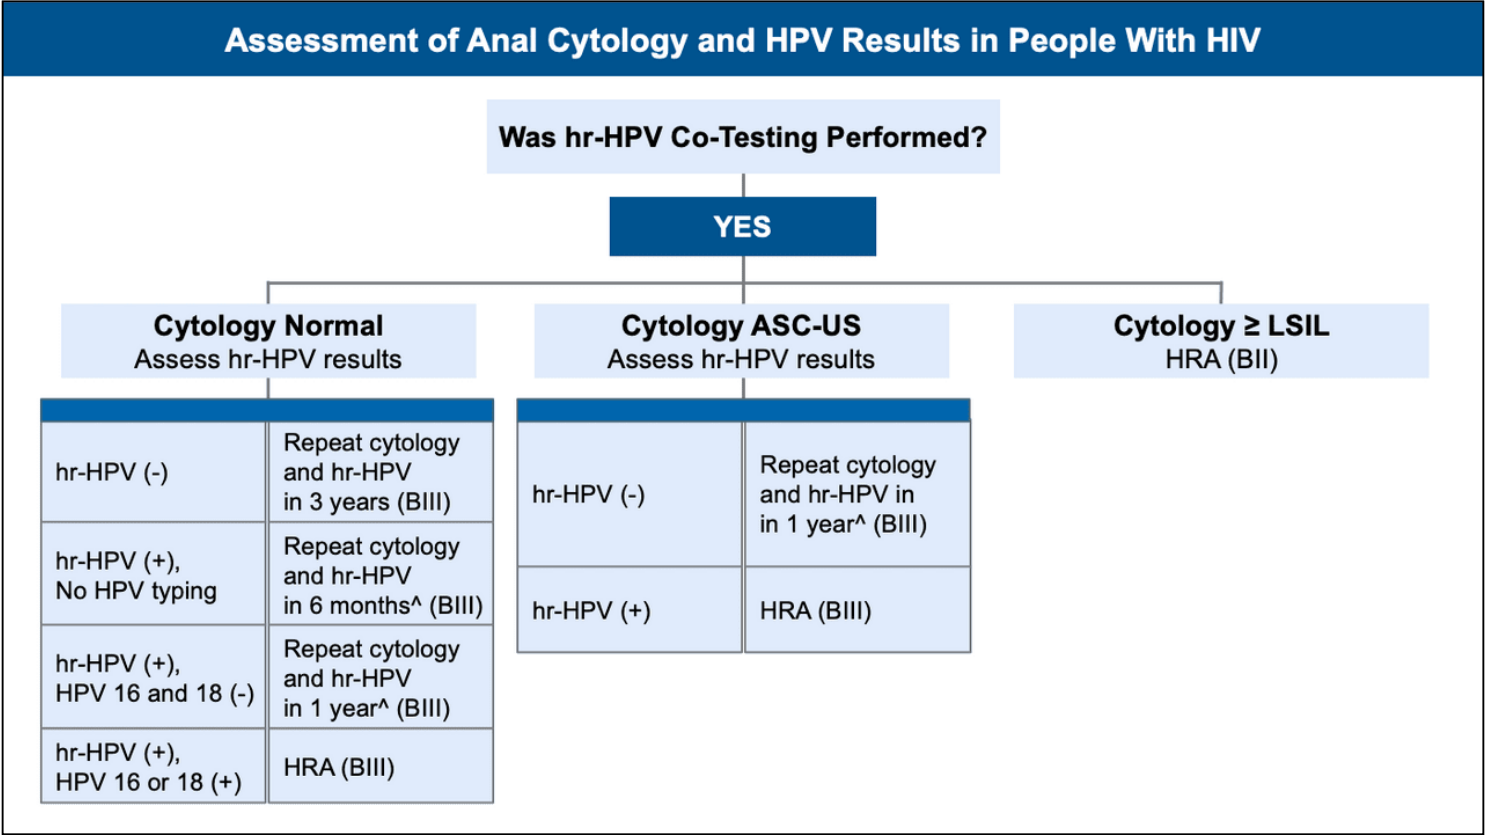 Assessment of Anal Cytology and HPV Results in People With HIV
Was hr-HPV Co-Testing Performed?
YES
Cytology Normal
Assess hr-HPV results
hr-HPV (-)
Repeat cytology
and hr-HPV
in 3 years (BIII)
hr-HPV (+),
No HPV typing
Repeat cytology
and hr-HPV
in 6 months^ (BIII)
hr-HPV (+),
HPV 16 and 18 (-)
Repeat cytology
and hr-HPV
in 1 year^ (BIII)
hr-HPV (+),
HPV 16 or 18 (+)
HRA (BIII)
Cytology ASC-US
Assess hr-HPV results
hr-HPV (-)
Repeat cytology
and hr-HPV in
in 1 year^ (BIII)
hr-HPV (+)
HRA (BIII)
Cytology ≥ LSIL
HRA (BII)